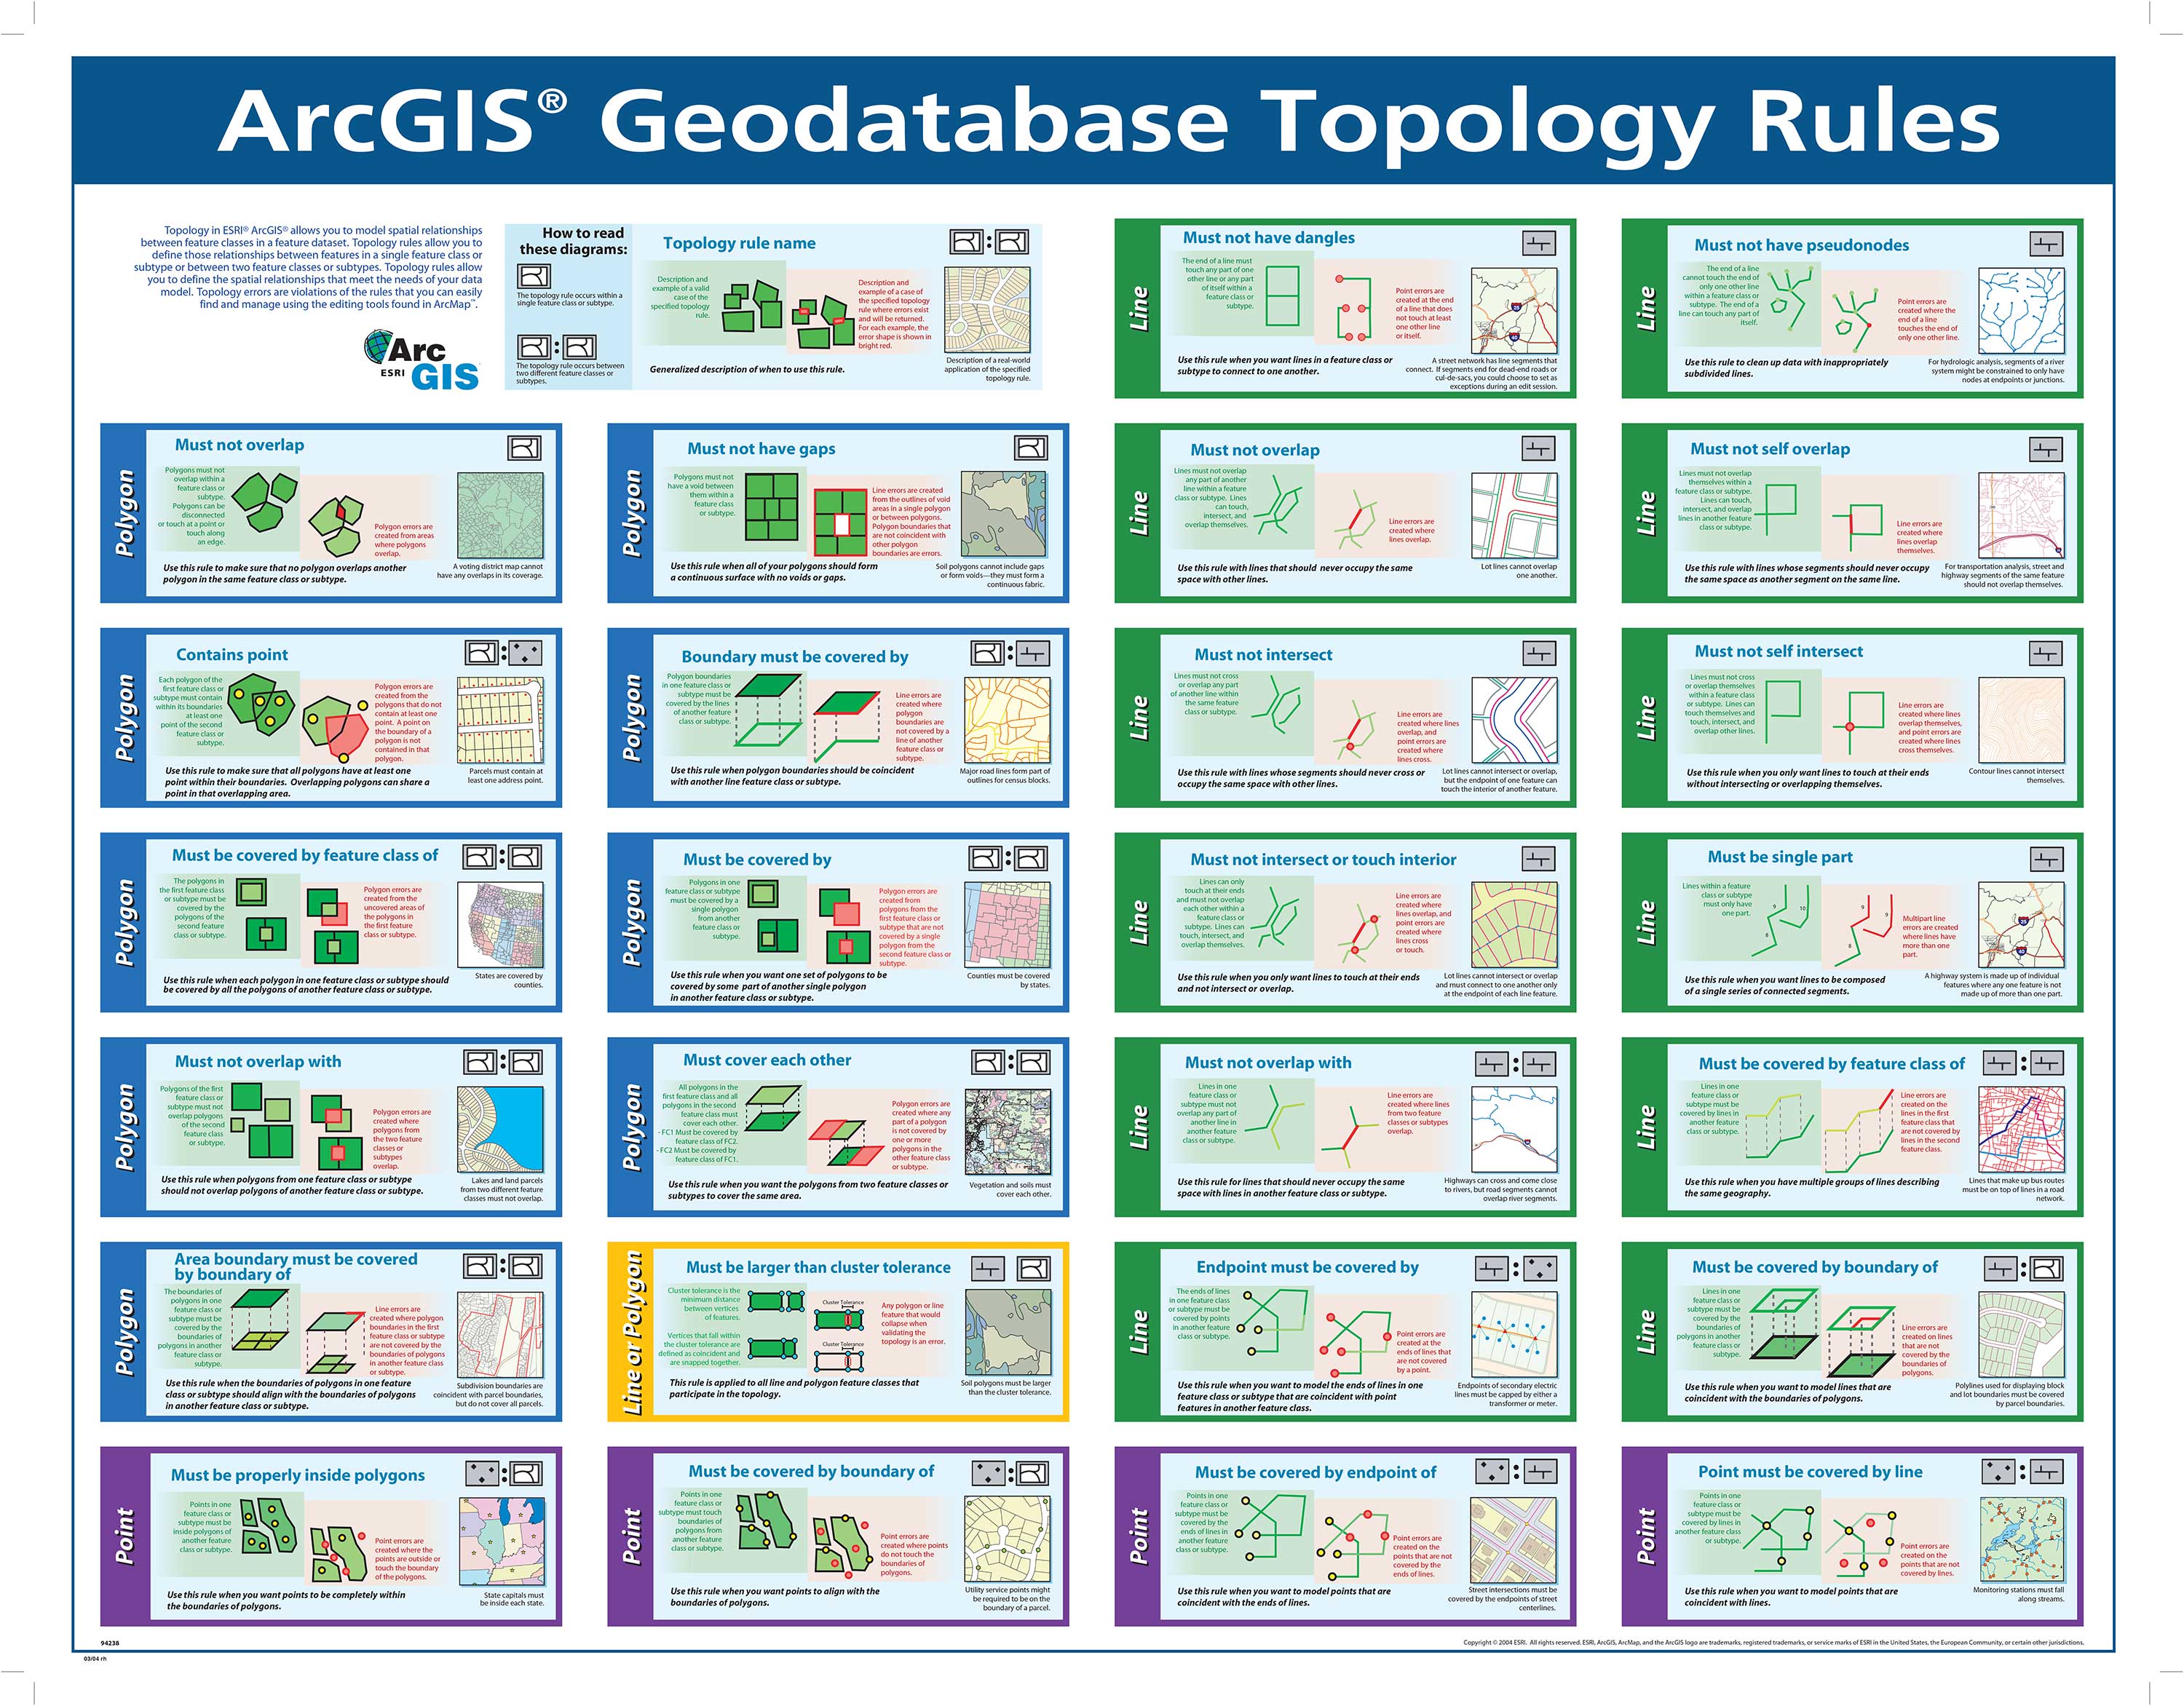 ArcGIS® Geodatabase Topology Rules
Topology in ESRI® ArcGIS® allows you to model spatial relationships
between feature classes in a feature dataset. Topology rules allow you to
define those relationships between features in a single feature class or
subtype or between two feature classes or subtypes. Topology rules allow
you to define the spatial relationships that meet the needs of your data
model. Topology errors are violations of the rules that you can easily
find and manage using the editing tools found in ArcMap™.
Arc
ESRI GIS
How to read
these diagrams:
The topology rule occurs within a
single feature class or subtype.
The topology rule occurs between
two different feature classes or
subtypes.
Topology rule name
Description and
example of a valid
case of the
specified topology
rule.
Description and
example of a case of
the specified topology
rule where errors exist
and will be returned.
For each example, the
error shape is shown in
bright red.
Generalized description of when to use this rule.
Description of a real-world
application of the specified
topology rule.
Line
Must not have dangles
The end of a line must
touch any part of one
other line or any part
of itself within a
feature class or
subtype.
Point errors are
created at the end
of a line that does
not touch at least
one other line
or itself.
Use this rule when you want lines in a feature class or
subtype to connect to one another.
A street network has line segments that
connect. If segments end for dead-end roads or
cul-de-sacs, you could choose to set as
exceptions during an edit session.
Line
Must not have pseudonodes
The end of a line
cannot touch the end of
only one other line
within a feature class or
subtype. The end of a
line can touch any part of
itself.
Point errors are
created where the
end of a line
touches the end of
only one other line.
Use this rule to clean up data with inappropriately
subdivided lines.
For hydrologic analysis, segments of a river
system might be constrained to only have
nodes at endpoints or junctions.
Polygon
Must not overlap
Polygons must not
overlap within a
feature class or
subtype.
Polygons can be
disconnected
or touch at a point or
touch along
an edge.
Polygon errors are
created from areas
where polygons
overlap.
Use this rule to make sure that no polygon overlaps another
polygon in the same feature class or subtype.
A voting district map cannot
have any overlaps in its coverage.
Polygon
Must not have gaps
Polygons must not
have a void between
them within a
feature class
or subtype.
Line errors are created
from the outlines of void
areas in a single polygon
or between polygons.
Polygon boundaries that
are not coincident with
other polygon
boundaries are errors.
Use this rule when all of your polygons should form
a continuous surface with no voids or gaps.
Soil polygons cannot include gaps
or form voids—they must form a
continuous fabric.
Line
Must not overlap
Lines must not overlap
any part of another
line within a feature
class or subtype. Lines
can touch,
intersect, and
overlap themselves.
Line errors are
created where
lines overlap.
Use this rule with lines that should never occupy the same
space with other lines.
Lot lines cannot overlap
one another.
Line
Must not self overlap
Lines must not overlap
themselves within a
feature class or subtype.
Lines can touch,
intersect, and overlap
lines in another feature
class or subtype.
Line errors are
created where
lines overlap
themselves.
Use this rule with lines whose segments should never occupy
the same space as another segment on the same line.
For transportation analysis, street and
highway segments of the same feature
should not overlap themselves.
Polygon
Contains point
Each polygon of the
first feature class or
subtype must contain
within its boundaries
at least one
point of the second
feature class or
subtype.
Polygon errors are
created from the
polygons that do not
contain at least one
point. A point on
the boundary of a
polygon is not
contained in that
polygon.
Use this rule to make sure that all polygons have at least one
point within their boundaries. Overlapping polygons can share a
point in that overlapping area.
Parcels must contain at
least one address point.
Polygon
Boundary must be covered by
Polygon boundaries
in one feature class or
subtype must be
covered by the lines
of another feature
class or subtype.
Line errors are
created where
polygon
boundaries are
not covered by a
line of another
feature class or
subtype.
Use this rule when polygon boundaries should be coincident
with another line feature class or subtype.
Major road lines form part of
outlines for census blocks.
Line
Must not intersect
Lines must not cross
or overlap any part
of another line within
the same feature
class or subtype.
Line errors are
created where lines
overlap, and
point errors are
created where
lines cross.
Use this rule with lines whose segments should never cross or
occupy the same space with other lines.
Lot lines cannot intersect or overlap,
but the endpoint of one feature can
touch the interior of another feature.
Line
Must not self intersect
Lines must not cross
or overlap themselves
within a feature class
or subtype. Lines can
touch themselves and
touch, intersect, and
overlap other lines.
Line errors are
created where lines
overlap themselves,
and point errors are
created where lines
cross themselves.
Use this rule when you only want lines to touch at their ends
without intersecting or overlapping themselves.
Contour lines cannot intersect
themselves.
Polygon
Must be covered by feature class of
The polygons in
the first feature class
or subtype must be
covered by the
polygons of the
second feature
class or subtype.
Polygon errors are
created from the
uncovered areas of
the polygons in
the first feature
class or subtype.
Use this rule when each polygon in one feature class or subtype should
be covered by all the polygons of another feature class or subtype.
States are covered by
counties.
Polygon
Must be covered by
Polygons in one
feature class or subtype
must be covered by a
single polygon
from another
feature class or
subtype.
Polygon errors are
created from
polygons from the
first feature class or
subtype that are not
covered by a single
polygon from the
second feature class or
subtype.
Use this rule when you want one set of polygons to be
covered by some part of another single polygon
in another feature class or subtype.
Counties must be covered
by states.
Line
Must not intersect or touch interior
Lines can only
touch at their ends
and must not overlap
each other within a
feature class or
subtype. Lines can
touch, intersect, and
overlap themselves.
Line errors are
created where
lines overlap, and
point errors are
created where
lines cross
or touch.
Use this rule when you only want lines to touch at their ends
and not intersect or overlap.
Lot lines cannot intersect or overlap
and must connect to one another only
at the endpoint of each line feature.
Line
Must be single part
Lines within a feature
class or subtype
must only have
one part.
9
10
8
9
9
8
Multipart line
errors are created
where lines have
more than one
part.
Use this rule when you want lines to be composed
of a single series of connected segments.
A highway system is made up of individual
features where any one feature is not
made up of more than one part.
Polygon
Must not overlap with
Polygons of the first
feature class or
subtype must not
overlap polygons
of the second
feature class
or subtype.
Polygon errors are
created where
polygons from
the two feature
classes or
subtypes
overlap.
Use this rule when polygons from one feature class or subtype
should not overlap polygons of another feature class or subtype.
Lakes and land parcels
from two different feature
classes must not overlap.
Polygon
Must cover each other
All polygons in the
first feature class and all
polygons in the second
feature class must
cover each other.
- FC1 Must be covered by
feature class of FC2.
- FC2 Must be covered by
feature class of FC1.
Polygon errors are
created where any
part of a polygon
is not covered by
one or more
polygons in the
other feature class
or subtype.
Use this rule when you want the polygons from two feature classes or
subtypes to cover the same area.
Vegetation and soils must
cover each other.
Line
Must not overlap with
Lines in one
feature class or
subtype must not
overlap any part of
another line in
another feature
class or subtype.
Line errors are
created where lines
from two feature
classes or subtypes
overlap.
Use this rule for lines that should never occupy the same
space with lines in another feature class or subtype.
Highways can cross and come close
to rivers, but road segments cannot
overlap river segments.
Line
Must be covered by feature class of
Lines in one
feature class or
subtype must be
covered by lines in
another feature
class or subtype.
Line errors are
created on the
lines in the first
feature class that
are not covered by
lines in the second
feature class.
Use this rule when you have multiple groups of lines describing
the same geography.
Lines that make up bus routes
must be on top of lines in a road
network.
Polygon
Area boundary must be covered
by boundary of
The boundaries of
polygons in one
feature class or
subtype must be
covered by the
boundaries of
polygons in another
feature class or
subtype.
Line errors are
created where polygon
boundaries in the first
feature class or subtype
are not covered by the
boundaries of polygons
in another feature class
or subtype.
Use this rule when the boundaries of polygons in one feature
class or subtype should align with the boundaries of polygons
in another feature class or subtype.
Subdivision boundaries are
coincident with parcel boundaries,
but do not cover all parcels.
Line or Polygon
Must be larger than cluster tolerance
Cluster tolerance is the
minimum distance
between vertices
of features.
Vertices that fall within
the cluster tolerance are
defined as coincident and
are snapped together.
Cluster Tolerance
Cluster Tolerance
Any polygon or line
feature that would
collapse when
validating the
topology is an error.
This rule is applied to all line and polygon feature classes that
participate in the topology.
Soil polygons must be larger
than the cluster tolerance.
Line
Endpoint must be covered by
The ends of lines
in one feature class
or subtype must be
covered by points
in another feature
class or subtype.
Point errors are
created at the
ends of lines that
are not covered
by a point.
Use this rule when you want to model the ends of lines in one
feature class or subtype that are coincident with point
features in another feature class.
Endpoints of secondary electric
lines must be capped by either a
transformer or meter.
Line
Must be covered by boundary of
Lines in one
feature class or
subtype must be
covered by the
boundaries of
polygons in another
feature class or
subtype.
Line errors are
created on lines
that are not
covered by the
boundaries of
polygons.
Use this rule when you want to model lines that are
coincident with the boundaries of polygons.
Polylines used for displaying block
and lot boundaries must be covered
by parcel boundaries.
Point
Must be properly inside polygons
Points in one
feature class or
subtype must be
inside polygons of
another feature
class or subtype.
Point errors are
created where the
points are outside or
touch the boundary
of the polygons.
Use this rule when you want points to be completely within
the boundaries of polygons.
State capitals must
be inside each state.
Point
Must be covered by boundary of
Points in one
feature class or
subtype must touch
boundaries of
polygons from
another feature
class or subtype.
Point errors are
created where points
do not touch the
boundaries of
polygons.
Use this rule when you want points to align with the
boundaries of polygons.
Utility service points might
be required to be on the
boundary of a parcel.
Point
Must be covered by endpoint of
Points in one
feature class or
subtype must be
covered by the
ends of lines in
another feature
class or subtype.
Point errors are
created on the
points that are not
covered by the
ends of lines.
Use this rule when you want to model points that are
coincident with the ends of lines.
Street intersections must be
covered by the endpoints of street
centerlines.
Point
Point must be covered by line
Points in one
feature class or
subtype must be
covered by lines in
another feature class
or subtype.
Point errors are
created on the
points that are not
covered by lines.
Use this rule when you want to model points that are
coincident with lines.
Monitoring stations must fall
along streams.
94238
03/04 rh
Copyright © 2004 ESRI. All rights reserved. ESRI, ArcGIS, ArcMap, and the ArcGIS logo are trademarks, registered trademarks, or service marks of ESRI in the United States, the European Community, or certain other jurisdictions.